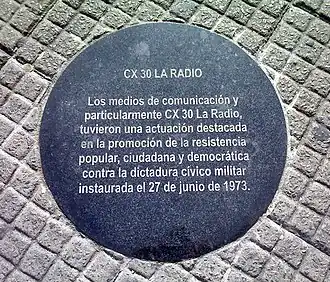 CX 30 LA RADIO
Los medios de comunicación y
particularmente CX 30 La Radio,
tuvieron una actuación destacada
en la promoción de la resistencia
popular, ciudadana y democrática
contra la dictadura cívico militar
instaurada el 27 de junio de 1973.